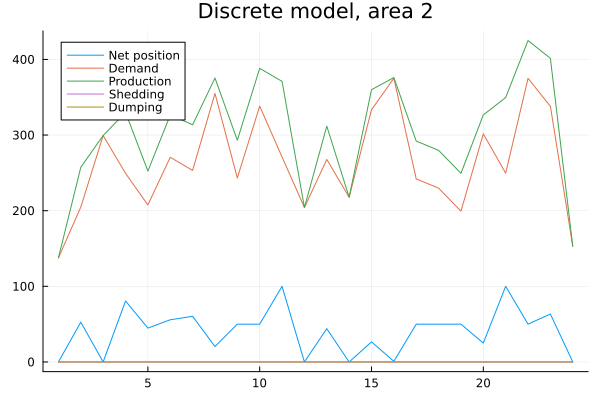 Discrete model, area 2
Net position
Demand
Production
Shedding
Dumping
400
300
200
100
0
5
10
15
20